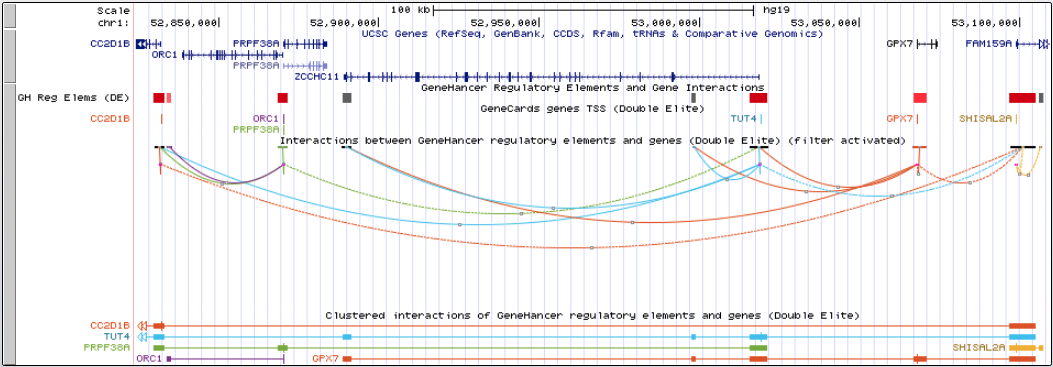 Scale 100 kb hg19
chr1: 52,850,000 52,900,000 52,950,000 53,000,000 53,050,000 53,100,000
UCSC Genes (RefSeq, GenBank, CCDS, Rfam, tRNAs & Comparative Genomics)
CC2D1B PRPF38A GPX7 FAM159A
ORC1
PRPF38A
ZCCHC11
GeneHancer Regulatory Elements and Gene Interactions
GH Reg Elems (DE)
GeneCards genes TSS (Double Elite)
CC2D1B ORC1 TUT4 GPX7 SHISAL2A
PRPF38A
Interactions between GeneHancer regulatory elements and genes (Double Elite) (filter activated)
Clustered interactions of GeneHancer regulatory elements and genes (Double Elite)
CC2D1B
TUT4
PRPF38A SHISAL2A
ORC1 GPX7